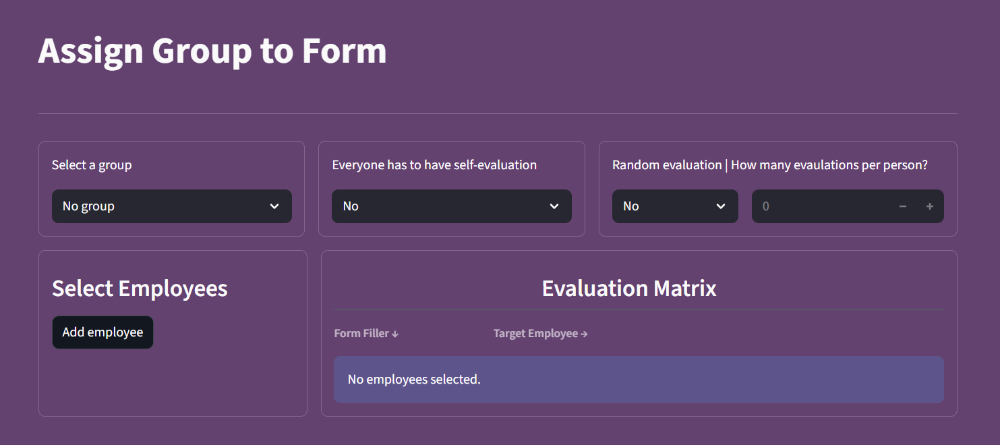 Assign Group to Form
Select a group
Everyone has to have self-evaluation
Random evaluation | How many evaulations per person?
No group
No
No
0
Select Employees
Evaluation Matrix
Add employee
Form Filler ↓
Target Employee →
No employees selected.